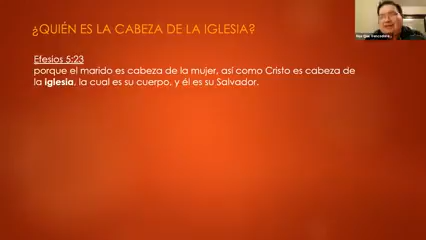 ¿QUIÉN ES LA CABEZA DE LA IGLESIA?
Efesios 5:23
porque el marido es cabeza de la mujer, así como Cristo es cabeza de
la iglesia, la cual es su cuerpo, y él es su Salvador.